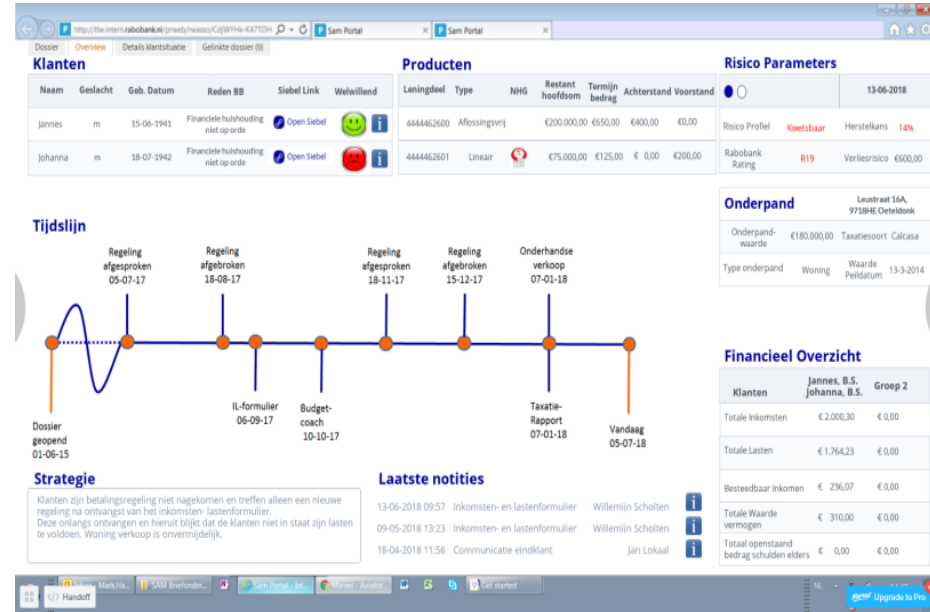 http://thw.intern.rabobank.nl/prweb/
Sam Portal
Sam Portal
Dossier Overview Details klantsituatie Gelinkte dossier (0)
Klanten
Naam Geslacht Geb. Datum Reden BB Siebel Link Welwillend
Jannes m 15-06-1941 Financiele huishouding niet op orde Open Siebel
Johanna m 18-07-1942 Financiele huishouding niet op orde Open Siebel
Producten
Leningdeel Type NHG Restant hoofdsom Termijn bedrag Achterstand Voorstand
4444462600 Aflossingsvrij €200.000,00 €650,00 €400,00 €0,00
4444462601 Lineair €75.000,00 €125,00 € 0,00 €200,00
Risico Parameters
13-06-2018
Risico Profiel Kwetsbaar Herstelkans 14%
Rabobank Rating R19 Verliesrisico €600,00
Onderpand Leustraat 16A,
9718HE Oeteldonk
Onderpand-
waarde €180.000,00 Taxatiesoort Calcasa
Type onderpand Woning Waarde Peildatum 13-3-2014
Tijdslijn
Regeling
afgesproken
05-07-17
Regeling
afgebroken
18-08-17
Regeling
afgesproken
18-11-17
Regeling
afgebroken
15-12-17
Onderhandse
verkoop
07-01-18
Dossier
geopend
01-06-15
IL-formulier
06-09-17
Budget-
coach
10-10-17
Taxatie-
Rapport
07-01-18
Vandaag
05-07-18
Financieel Overzicht
Klanten Jannes, B.S. Johanna, B.S. Groep 2
Totale Inkomsten € 2.000,30 € 0,00
Totale Lasten € 1.764,23 € 0,00
Besteedbaar Inkomen € 236,07 € 0,00
Totale Waarde vermogen € 310,00 € 0,00
Totaal openstaand bedrag schulden elders € 0,00 € 0,00
Strategie
Klanten zijn betalingsregeling niet nagekomen en treffen alleen een nieuwe
regeling na ontvangst van het inkomsten- lastenformulier.
Deze onlangs ontvangen en hieruit blijkt dat de klanten niet in staat zijn lasten
te voldoen. Woning verkoop is onvermijdelijk.
Laatste notities
13-06-2018 09:57 Inkomsten- en lastenformulier Willemijn Scholten
09-05-2018 13:23 Inkomsten- en lastenformulier Willemijn Scholten
18-04-2018 11:56 Communicatie eindklant Jan Lokaal
SAM Briefonder...
Sam Portal - Int...
Get started
NL
</> Handoff
new Upgrade to Pro